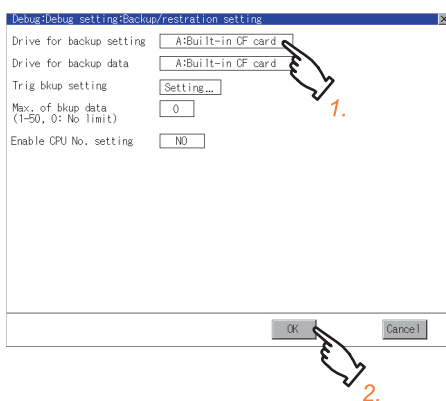 Debug:Debug setting:Backup/restration setting
Drive for backup setting A:Built-in CF card
Drive for backup data A:Built-in CF card
Trig bkup setting Setting...
Max. of bkup data 0
(1-50, 0: No limit)
Enable CPU No. setting NO
1.
OK Cancel
2.